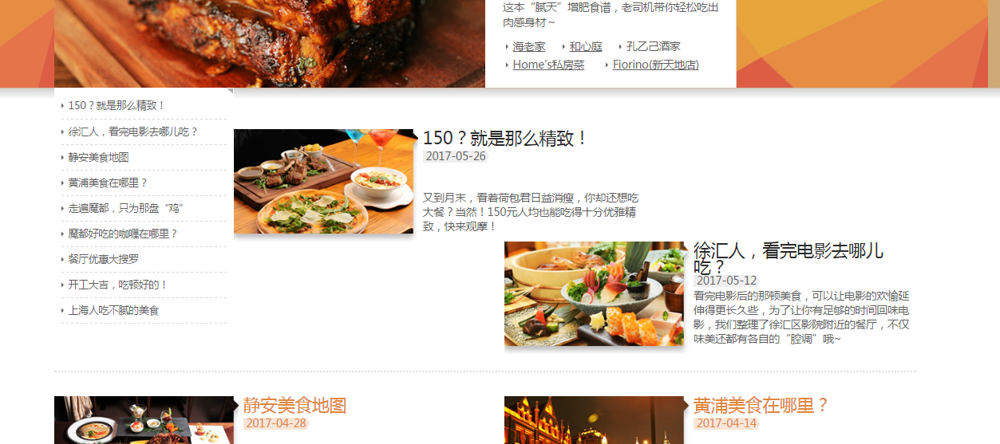 这本“腻天”增肥食谱，老司机带你轻松吃出
肉感身材～
海老家 和心庭 孔乙己酒家
Home's私房菜 Fiorino(新天地店)
150？就是那么精致！
徐汇人，看完电影去哪儿吃？
静安美食地图
黄浦美食在哪里？
走遍魔都，只为那盘“鸡”
魔都好吃的咖喱在哪里？
餐厅优惠大搜罗
开工大吉，吃顿好的！
上海人吃不腻的美食
150？就是那么精致！
2017-05-26
又到月末，看着荷包君日益消瘦，你却还想吃
大餐？当然！150元人均也能吃得十分优雅精
致，快来观摩！
徐汇人，看完电影去哪儿
吃？
2017-05-12
看完电影后的那顿美食，可以让电影的欢愉延
伸得更长久些，为了让你有足够的时间回味电
影，我们整理了徐汇区影院附近的餐厅，不仅
味美还都有各自的“腔调”哦~
静安美食地图
2017-04-28
黄浦美食在哪里？
2017-04-14